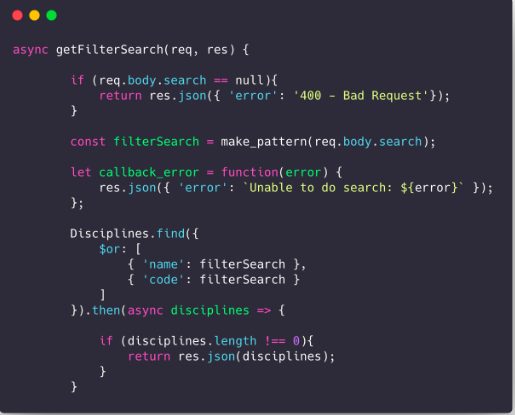 async getFilterSearch(req, res) {
if (req.body.search == null){
return res.json({ 'error': '400 - Bad Request'});
}
const filterSearch = make_pattern(req.body.search);
let callback_error = function(error) {
res.json({ 'error': `Unable to do search: ${error}` });
};
Disciplines.find({
$or: [
{ 'name': filterSearch },
{ 'code': filterSearch }
]
}).then(async disciplines => {
if (disciplines.length !== 0){
return res.json(disciplines);
}
}